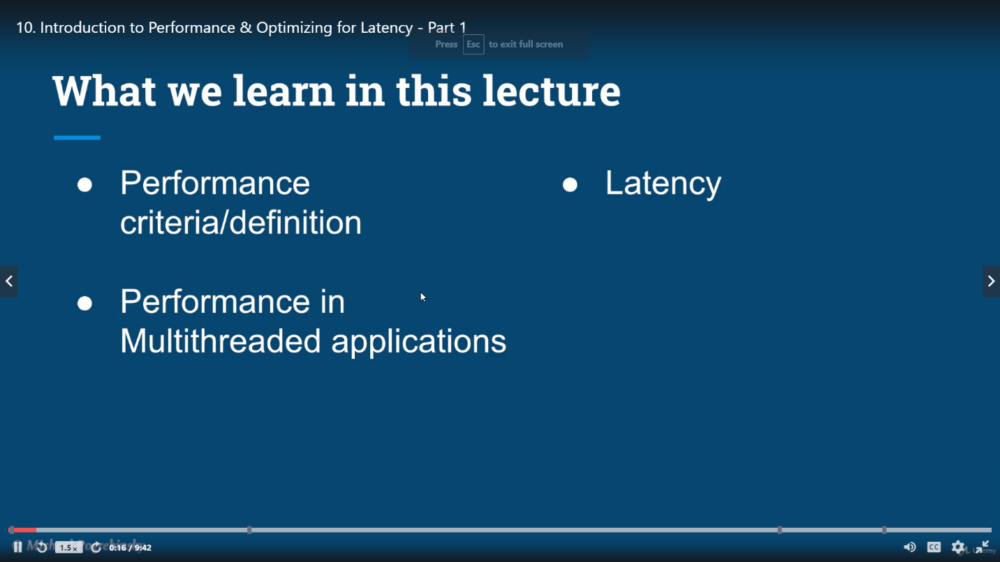 10. Introduction to Performance & Optimizing for Latency - Part 1
Press Esc to exit full screen
What we learn in this lecture
● Performance
criteria/definition
● Performance in
Multithreaded applications
● Latency
1.5x
0:16 / 9:42
CC
Udemy